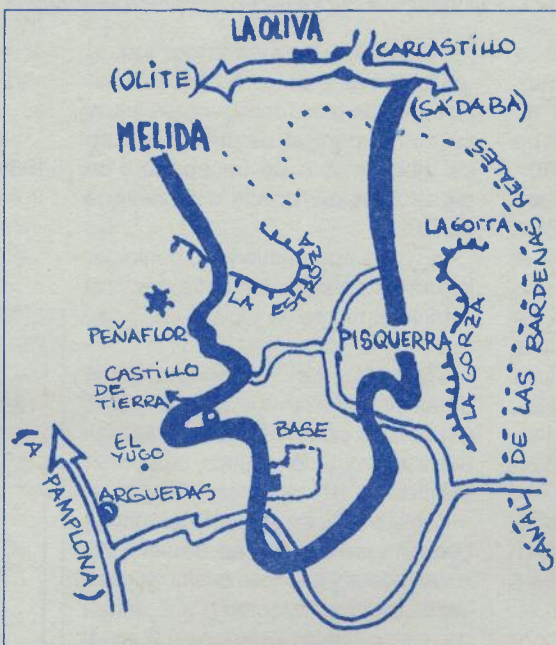 LA OLIVA
CARCASTILLO
(OLITE)
(SÁDABA)
MELIDA
CANAL DE LAS BARDENAS REALES
LA GORRA
LA ESTROZA
PEÑAFLOR
PISQUERRA
LA GORZA
CASTILLO
DE
TIERRA
BASE
EL
YUGO
ARGUEDAS
(A PAMPLONA)